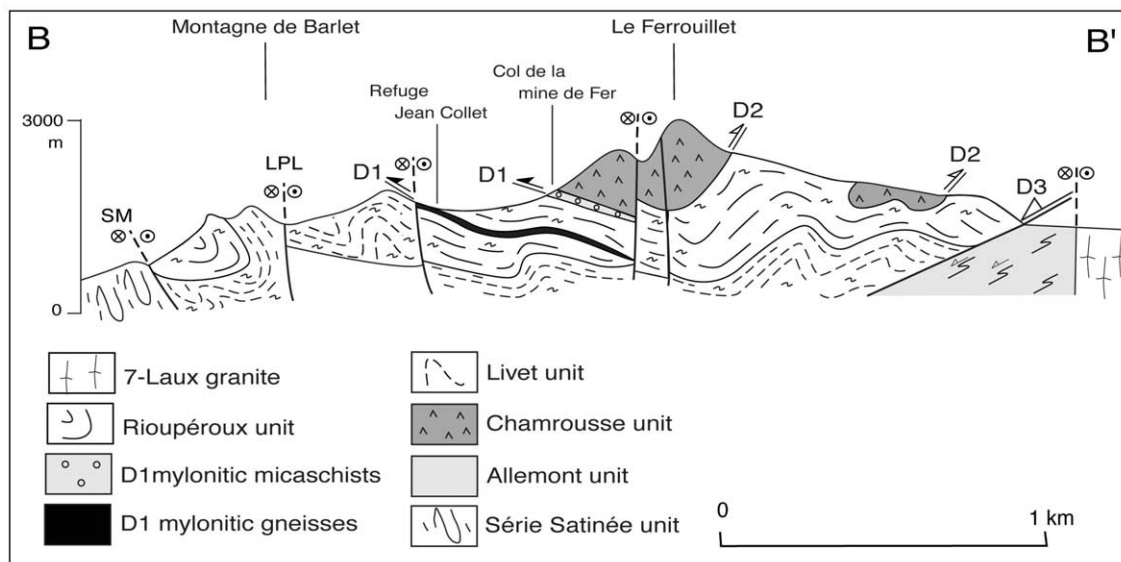 B
Montagne de Barlet
Le Ferrouillet
B'
Col de la
mine de Fer
Refuge
Jean Collet
3000
m
D2
LPL
D1
D1
D2
SM
D3
0
7-Laux granite
Livet unit
Rioupéroux unit
Chamrousse unit
D1mylonitic micaschists
Allemont unit
D1 mylonitic gneisses
Série Satinée unit
0
1 km